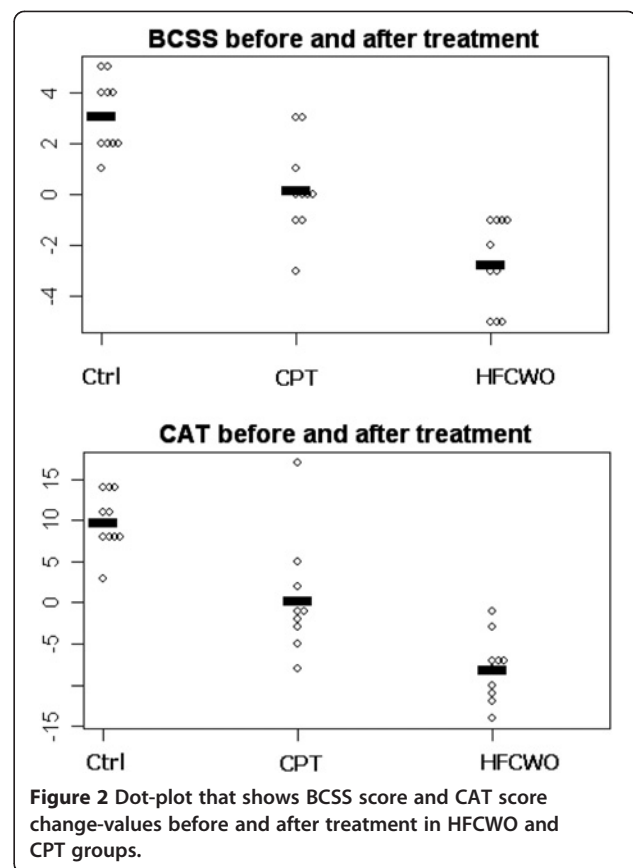 BCSS before and after treatment
4
2
0
-2
-4
Ctrl CPT HFCWO
CAT before and after treatment
15
10
5
0
-5
-15
Ctrl CPT HFCWO
Figure 2 Dot-plot that shows BCSS score and CAT score
change-values before and after treatment in HFCWO and
CPT groups.